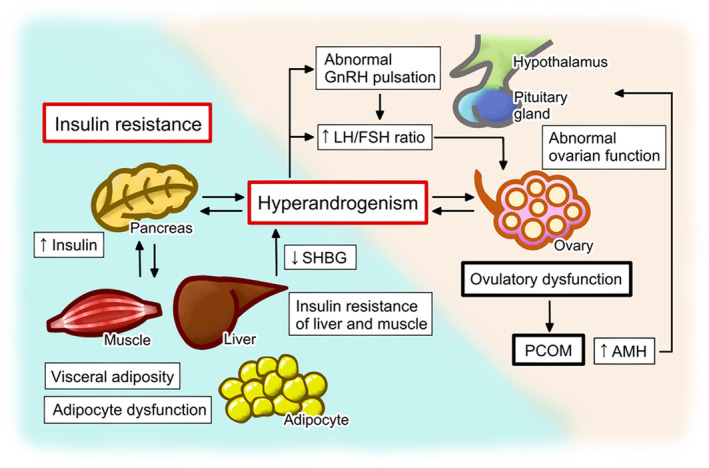 Abnormal
GnRH pulsation
Hypothalamus
Pituitary
gland
Insulin resistance
↑ LH/FSH ratio
Abnormal
ovarian function
Hyperandrogenism
Pancreas
↑ Insulin
Ovary
↓ SHBG
Ovulatory dysfunction
Insulin resistance
of liver and muscle
Muscle
Liver
PCOM
↑ AMH
Visceral adiposity
Adipocyte dysfunction
Adipocyte